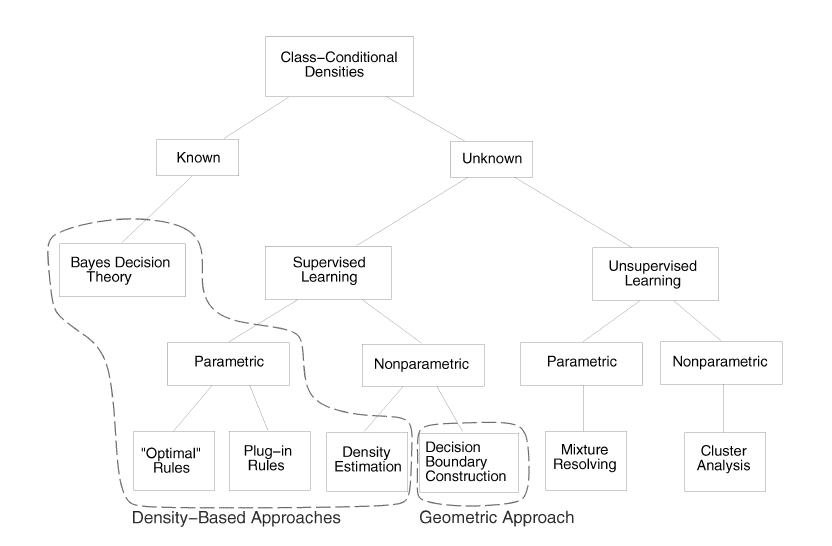 Class–Conditional
Densities
Known
Unknown
Bayes Decision
Theory
Supervised
Learning
Unsupervised
Learning
Parametric
Nonparametric
Parametric
Nonparametric
"Optimal"
Rules
Plug–in
Rules
Density
Estimation
Decision
Boundary
Construction
Mixture
Resolving
Cluster
Analysis
Density–Based Approaches
Geometric Approach